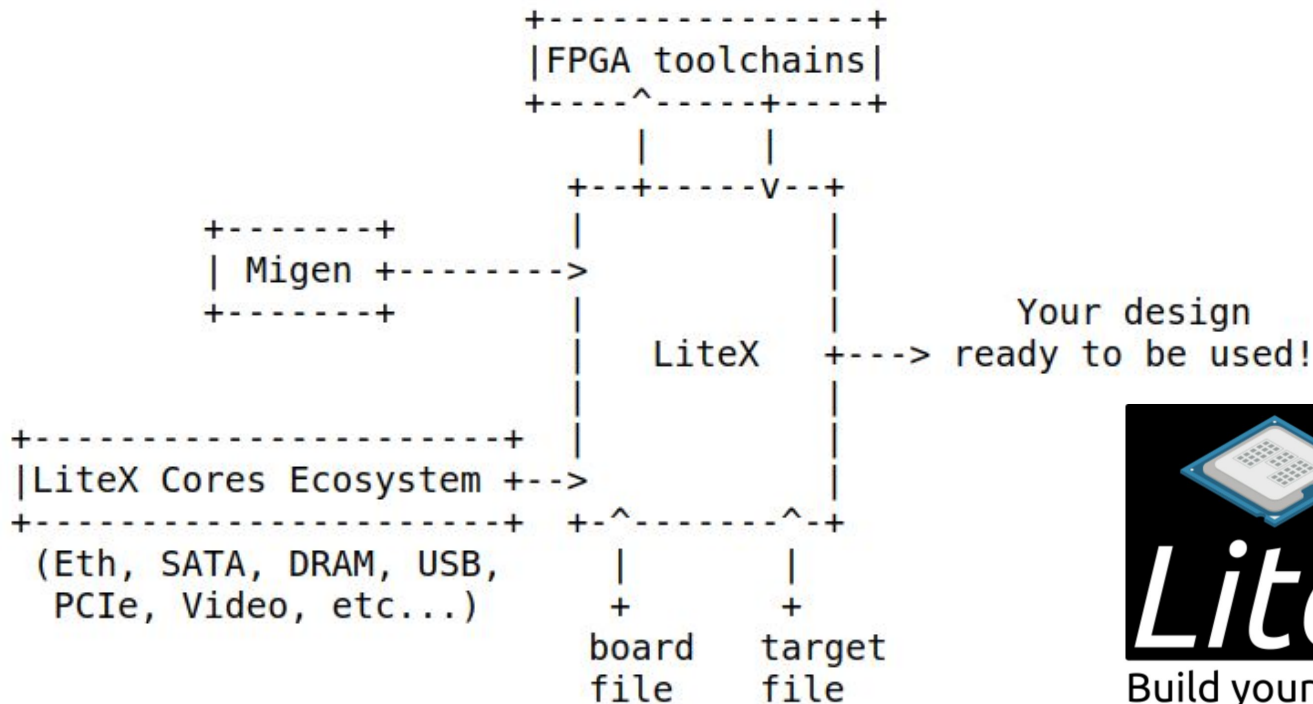 FPGA toolchains
Migen
LiteX
Your design
ready to be used!
LiteX Cores Ecosystem
(Eth, SATA, DRAM, USB,
PCIe, Video, etc...)
board
file
target
file
Lite
Build your